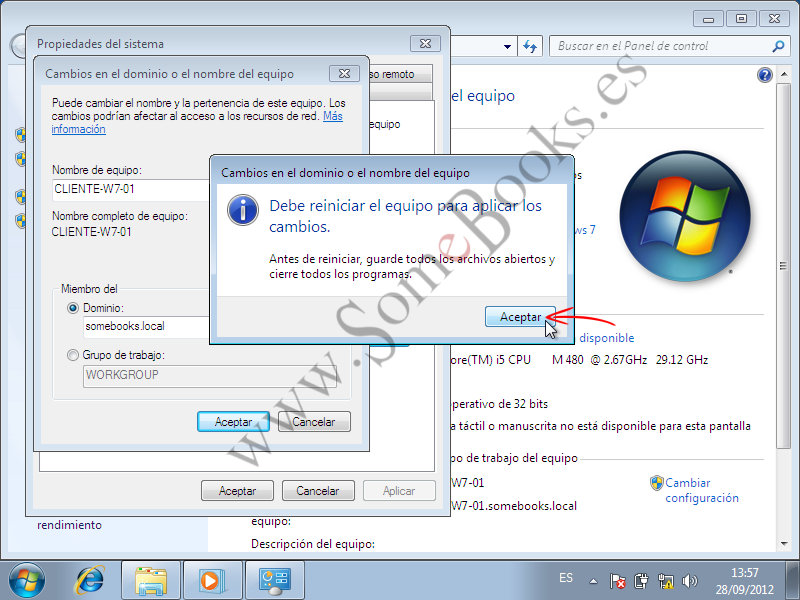 Buscar en el Panel de control
Propiedades del sistema
so remoto
equipo
Cambios en el dominio o el nombre del equipo
Puede cambiar el nombre y la pertenencia de este equipo. Los
cambios podrían afectar al acceso a los recursos de red. Más
información
Nombre de equipo:
CLIENTE-W7-01
Nombre completo de equipo:
CLIENTE-W7-01
Miembro del
Dominio:
somebooks.local
Grupo de trabajo:
WORKGROUP
Aceptar
Cancelar
Aceptar
Cancelar
Aplicar
Cambios en el dominio o el nombre del equipo
Debe reiniciar el equipo para aplicar los
cambios.
Antes de reiniciar, guarde todos los archivos abiertos y
cierre todos los programas.
Aceptar
el equipo
os
ws 7
disponible
ore(TM) i5 CPU M 480 @ 2.67GHz 29.12 GHz
perativo de 32 bits
a táctil o manuscrita no está disponible para esta pantalla
po de trabajo del equipo
W7-01
W7-01.somebooks.local
Cambiar
configuración
rendimiento
equipo:
Descripción del equipo:
www.SomeBooks.es
ES
13:57
28/09/2012